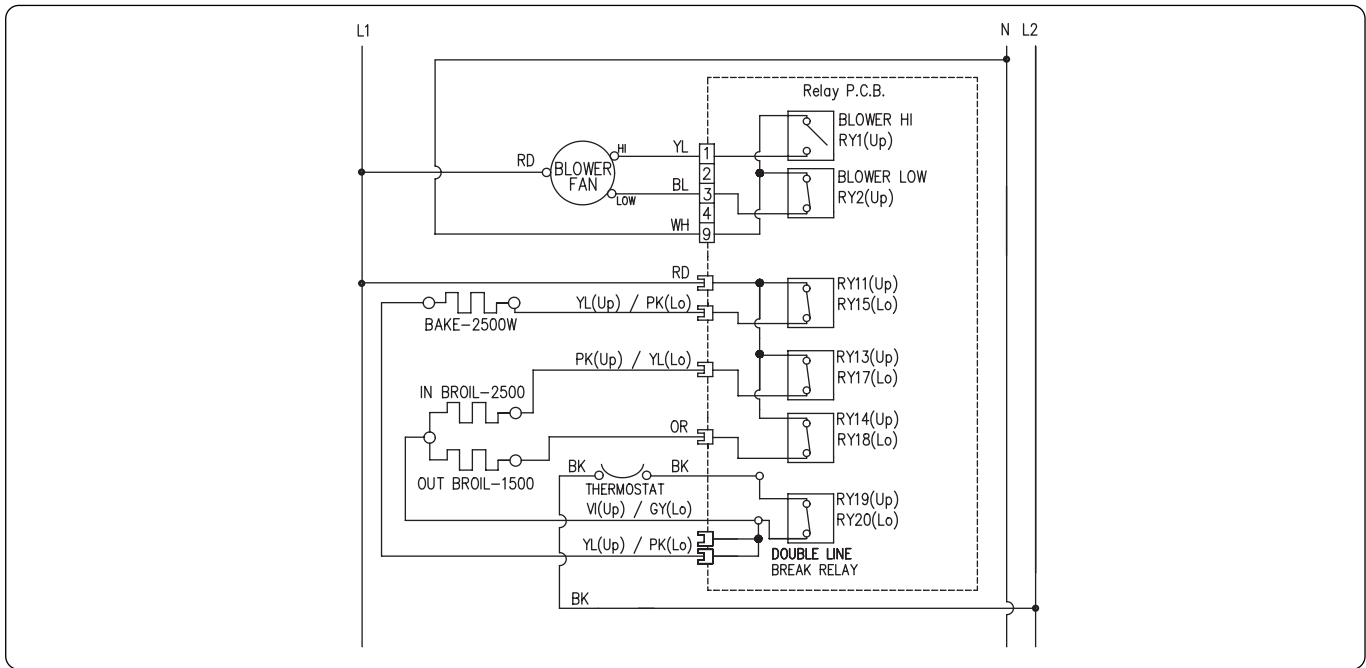 L1
N L2
Relay P.C.B.
BLOWER HI
RY1(Up)
HI
YL
1
RD
BLOWER
FAN
2
BLOWER LOW
RY2(Up)
BL
3
LOW
4
WH
9
RD
RY11(Up)
RY15(Lo)
YL(Up) / PK(Lo)
BAKE-2500W
PK(Up) / YL(Lo)
RY13(Up)
RY17(Lo)
IN BROIL-2500
OR
RY14(Up)
RY18(Lo)
OUT BROIL-1500
BK
BK
THERMOSTAT
VI(Up) / GY(Lo)
RY19(Up)
RY20(Lo)
YL(Up) / PK(Lo)
DOUBLE LINE
BREAK RELAY
BK